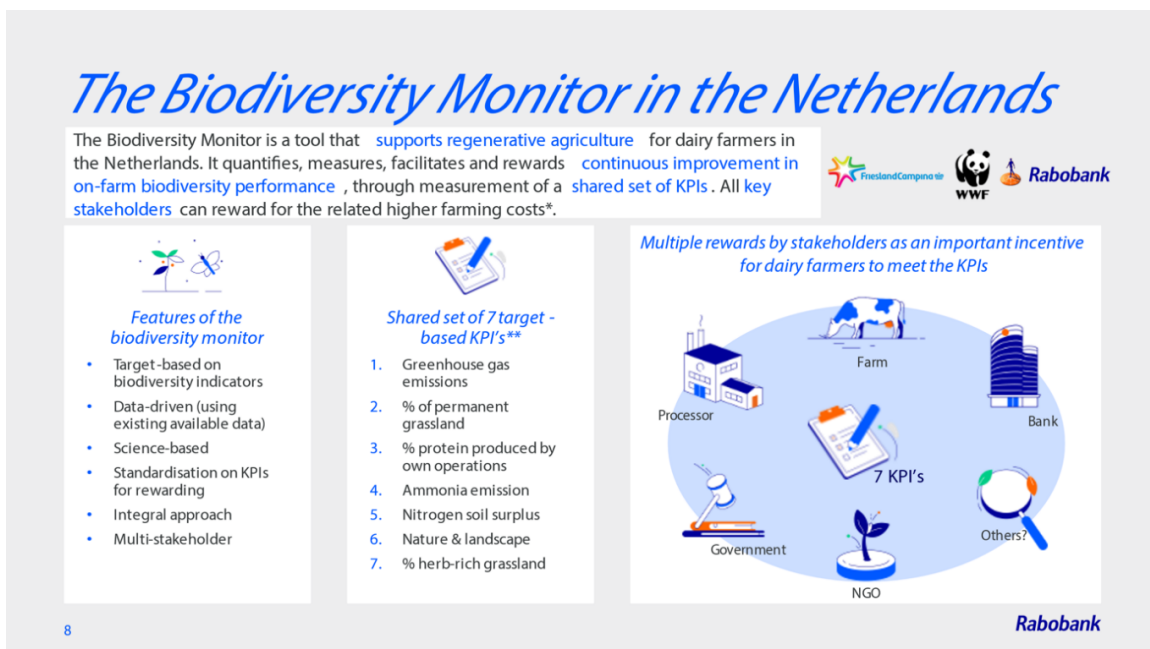 The Biodiversity Monitor in the Netherlands
The Biodiversity Monitor is a tool that supports regenerative agriculture for dairy farmers in
the Netherlands. It quantifies, measures, facilitates and rewards continuous improvement in
on-farm biodiversity performance , through measurement of a shared set of KPIs . All key
stakeholders can reward for the related higher farming costs*.
FrieslandCampina
WWF
Rabobank
Features of the
biodiversity monitor
• Target-based on
biodiversity indicators
• Data-driven (using
existing available data)
• Science-based
• Standardisation on KPIs
for rewarding
• Integral approach
• Multi-stakeholder
Shared set of 7 target -
based KPI's**
1. Greenhouse gas
emissions
2. % of permanent
grassland
3. % protein produced by
own operations
4. Ammonia emission
5. Nitrogen soil surplus
6. Nature & landscape
7. % herb-rich grassland
Multiple rewards by stakeholders as an important incentive
for dairy farmers to meet the KPIs
Farm
Processor
Bank
7 KPI's
Government
Others?
NGO
8
Rabobank